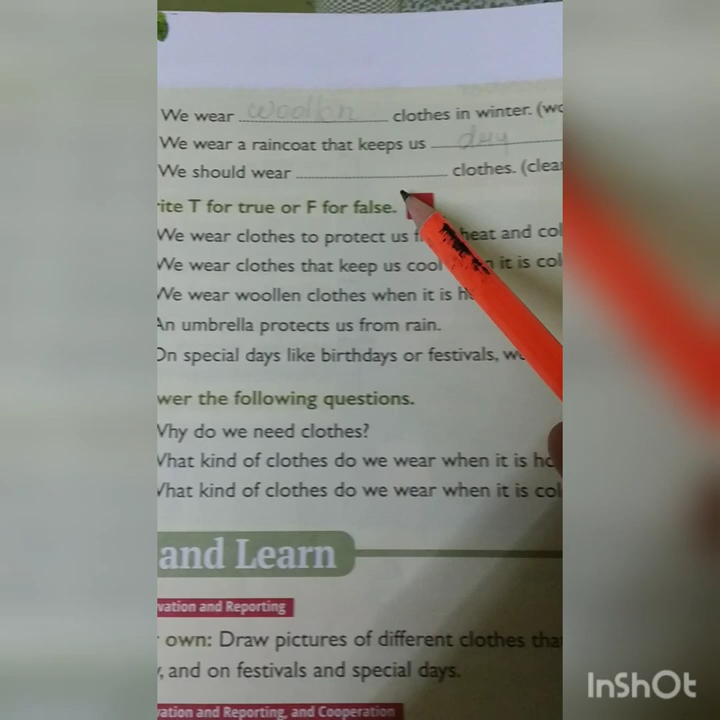 We wear woollen clothes in winter. (wo
We wear a raincoat that keeps us dry
We should wear clothes. (clea
rite T for true or F for false.
We wear clothes to protect us heat and col
We wear clothes that keep us cool it is col
We wear woollen clothes when it is
An umbrella protects us from rain.
On special days like birthdays or festivals, we
wer the following questions.
Why do we need clothes?
What kind of clothes do we wear when it is ho
What kind of clothes do we wear when it is col
and Learn
vation and Reporting
own: Draw pictures of different clothes tha
, and on festivals and special days.
vation and Reporting, and Cooperation
InShOt